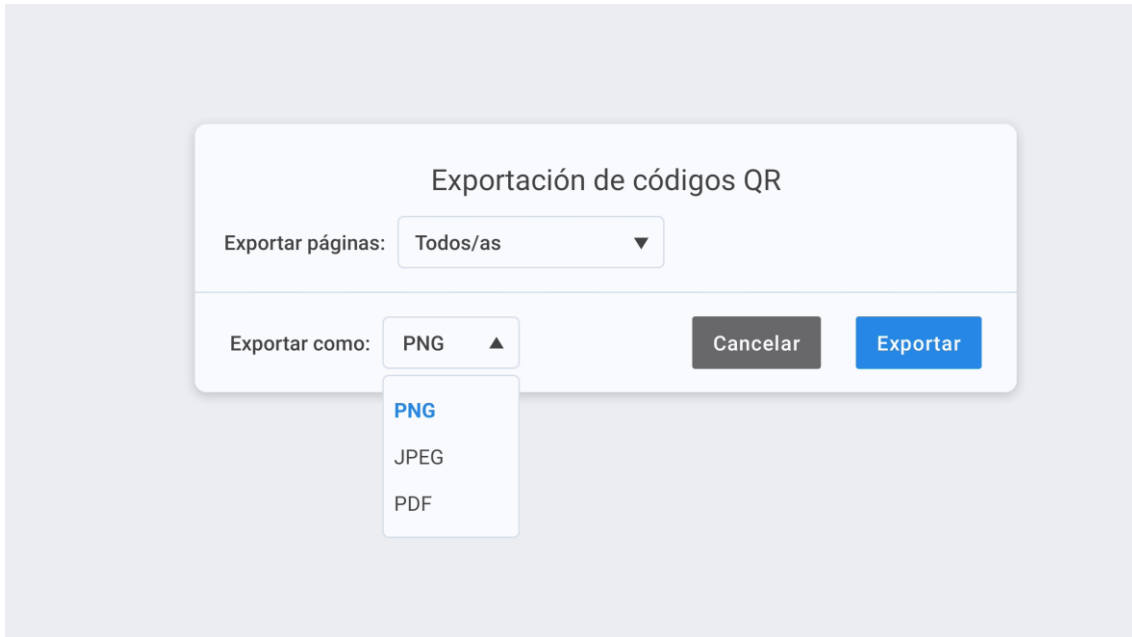 Exportación de códigos QR
Exportar páginas: Todos/as
Exportar como: PNG Cancelar Exportar
PNG
JPEG
PDF